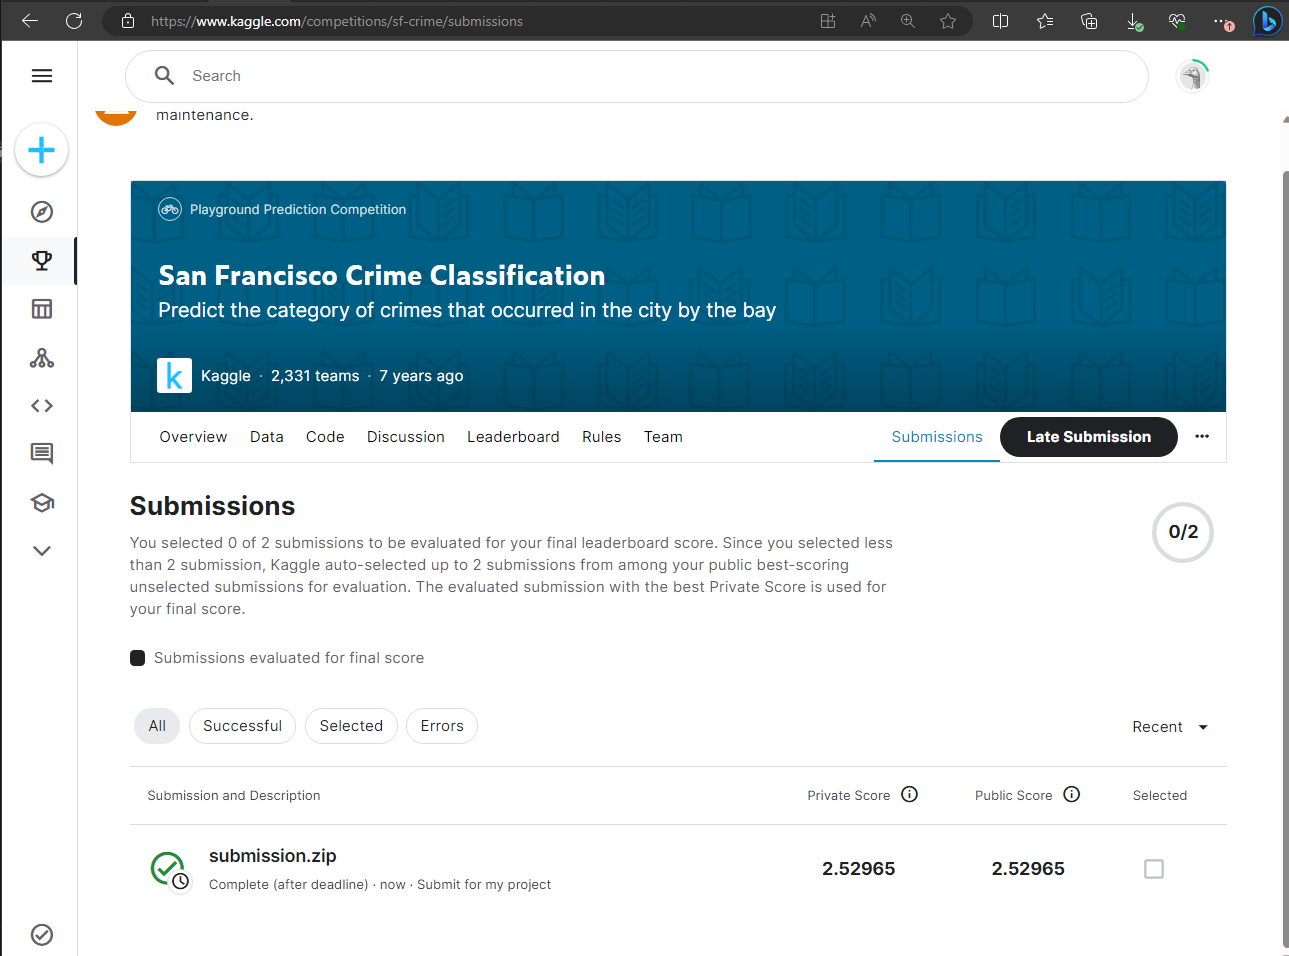 https://www.kaggle.com/competitions/sf-crime/submissions
Search
maintenance.
Playground Prediction Competition
San Francisco Crime Classification
Predict the category of crimes that occurred in the city by the bay
k
Kaggle · 2,331 teams · 7 years ago
Overview Data Code Discussion Leaderboard Rules Team Submissions Late Submission
Submissions
You selected 0 of 2 submissions to be evaluated for your final leaderboard score. Since you selected less
than 2 submission, Kaggle auto-selected up to 2 submissions from among your public best-scoring
unselected submissions for evaluation. The evaluated submission with the best Private Score is used for
your final score.
0/2
Submissions evaluated for final score
All Successful Selected Errors Recent
Submission and Description Private Score Public Score Selected
submission.zip
Complete (after deadline) · now · Submit for my project
2.52965 2.52965